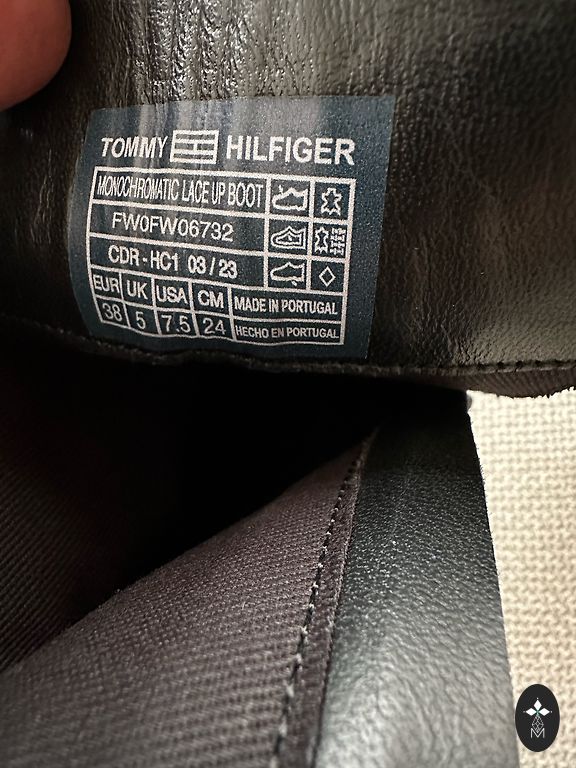 TOMMY HILFIGER
MONOCHROMATIC LACE UP BOOT
FW0FW06732
CDR - HC1 03 / 23
EUR UK USA CM MADE IN PORTUGAL
38 5 7.5 24 HECHO EN PORTUGAL
M